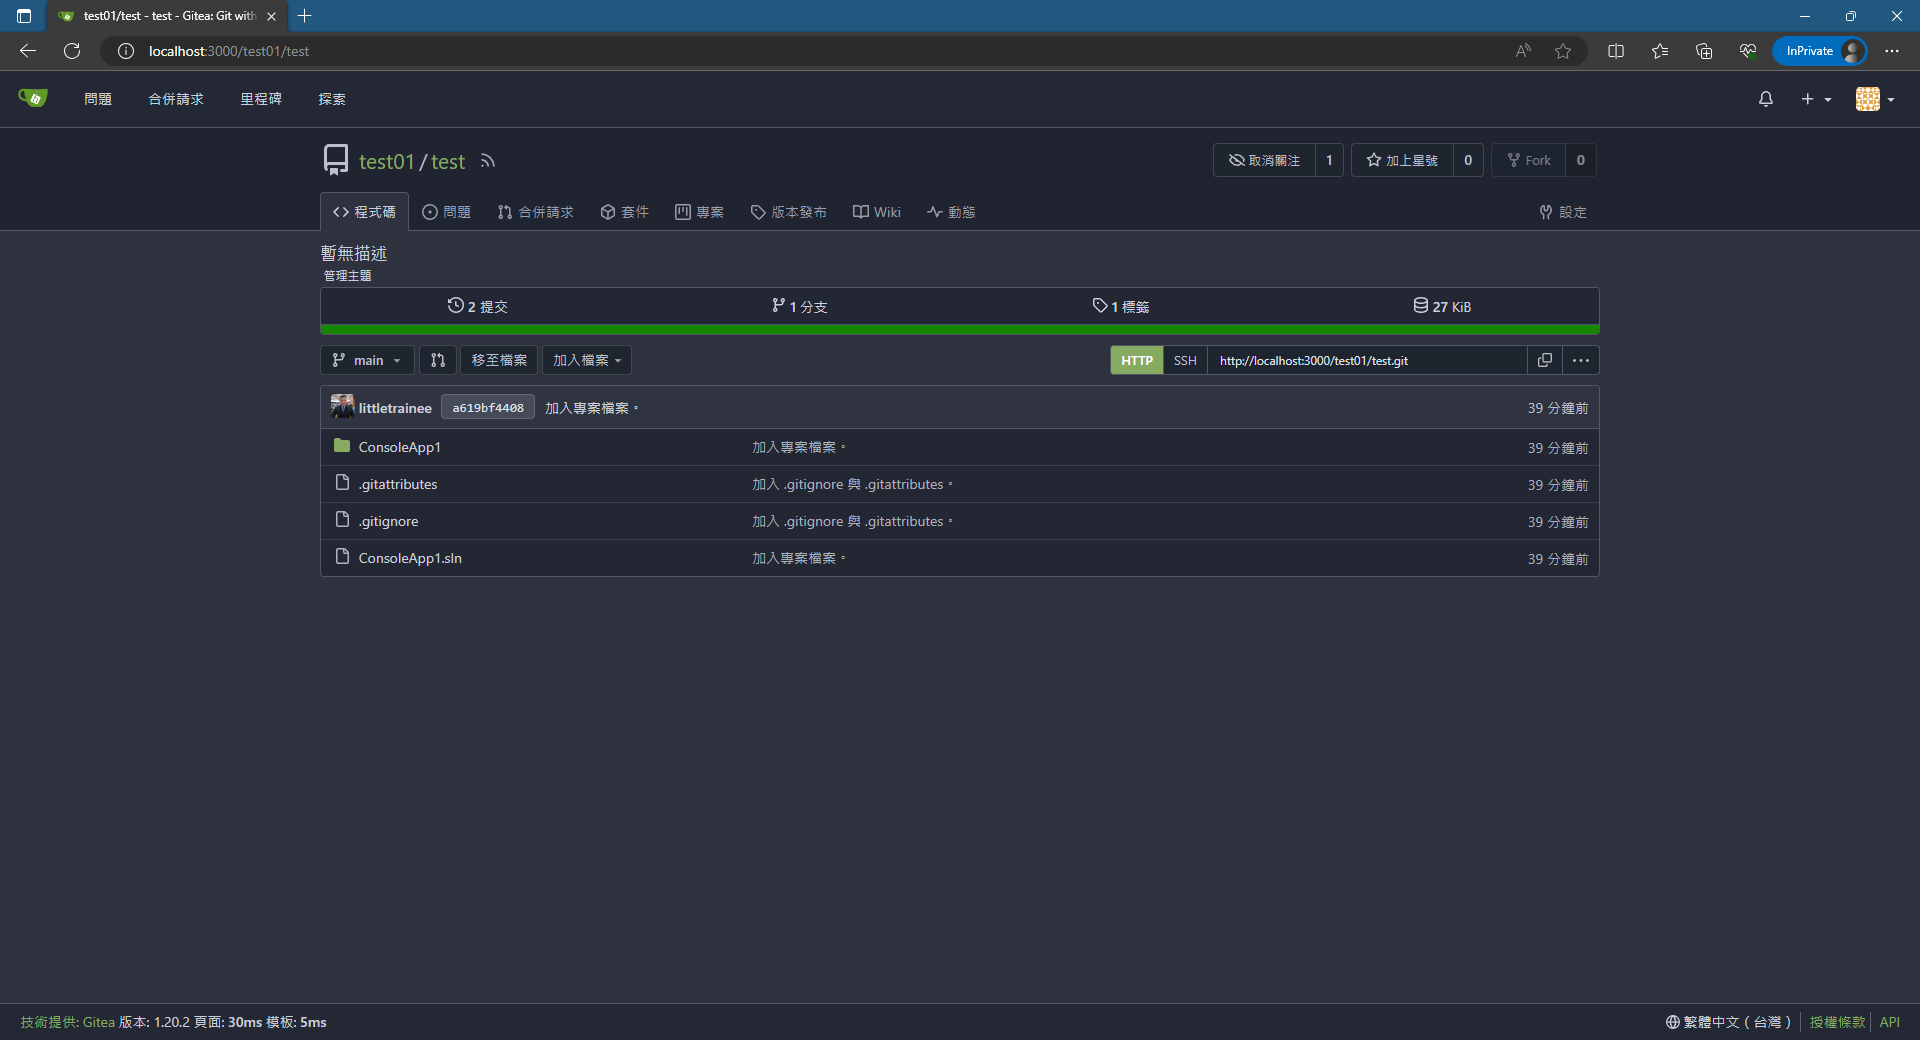 test01/test - test - Gitea: Git with
localhost:3000/test01/test
InPrivate
問題 合併請求 里程碑 探索
test01/test
取消關注 1 加上星號 0 Fork 0
程式碼 問題 合併請求 套件 專案 版本發布 Wiki 動態 設定
暫無描述
管理主題
2 提交 1 分支 1 標籤 27 KiB
main 移至檔案 加入檔案 HTTP SSH http://localhost:3000/test01/test.git
littletrainee a619bf4408 加入專案檔案。 39 分鐘前
ConsoleApp1 加入專案檔案。 39 分鐘前
.gitattributes 加入 .gitignore 與 .gitattributes。 39 分鐘前
.gitignore 加入 .gitignore 與 .gitattributes。 39 分鐘前
ConsoleApp1.sln 加入專案檔案。 39 分鐘前
技術提供: Gitea 版本: 1.20.2 頁面: 30ms 模板: 5ms 繁體中文（台灣） 授權條款 API